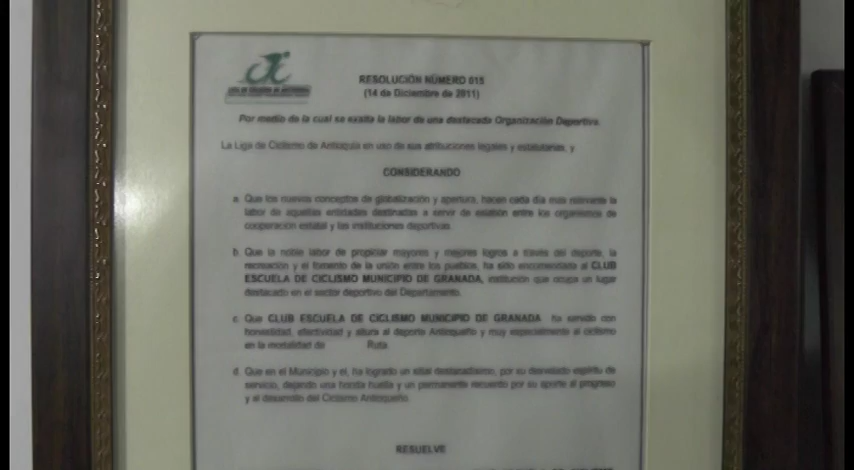 LIGA DE CICLISMO DE ANTIOQUIA
RESOLUCIÓN NÚMERO 015
(14 de Diciembre de 2011)
Por medio de la cual se exalta la labor de una destacada Organización Deportiva.
La Liga de Ciclismo de Antioquia en uso de sus atribuciones legales y estatutarias, y
CONSIDERANDO
a. Que los nuevos conceptos de globalización y apertura, hacen cada día mas relevante la
labor de aquellas entidades destinadas a servir de eslabón entre los organismos de
cooperación estatal y las instituciones deportivas.
b. Que la noble labor de propiciar mayores y mejores logros a través del deporte, la
recreación y el fomento de la unión entre los pueblos, ha sido encomendada al CLUB
ESCUELA DE CICLISMO MUNICIPIO DE GRANADA, institución que ocupa un lugar
destacado en el sector deportivo del Departamento.
c. Que CLUB ESCUELA DE CICLISMO MUNICIPIO DE GRANADA ha servido con
honestidad, efectividad y altura al deporte Antioqueño y muy especialmente al ciclismo
en la modalidad de Ruta.
d. Que en el Municipio y el, ha logrado un sitial destacadísimo, por su denodado espíritu de
servicio, dejando una honda huella y un permanente recuerdo por su aporte al progreso
y al desarrollo del Ciclismo Antioqueño.
RESUELVE